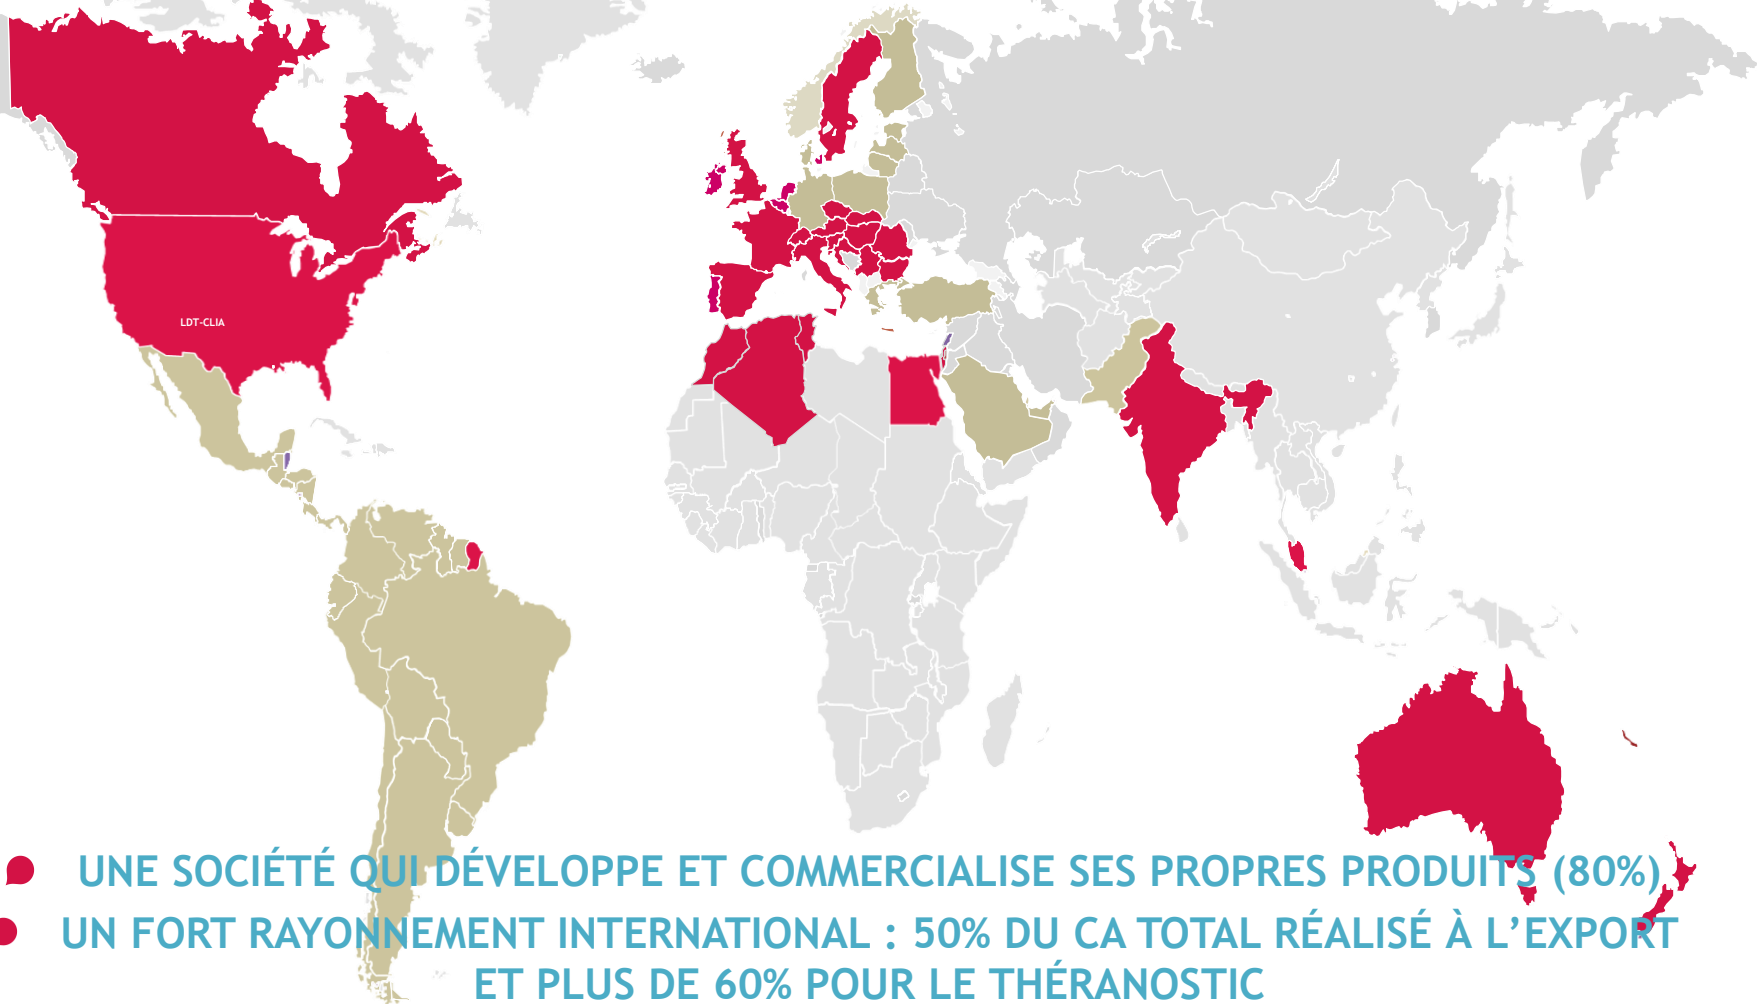 LDT-CLIA
UNE SOCIÉTÉ QUI DÉVELOPPE ET COMMERCIALISE SES PROPRES PRODUITS (80%)
UN FORT RAYONNEMENT INTERNATIONAL : 50% DU CA TOTAL RÉALISÉ À L’EXPORT
ET PLUS DE 60% POUR LE THÉRANOSTIC